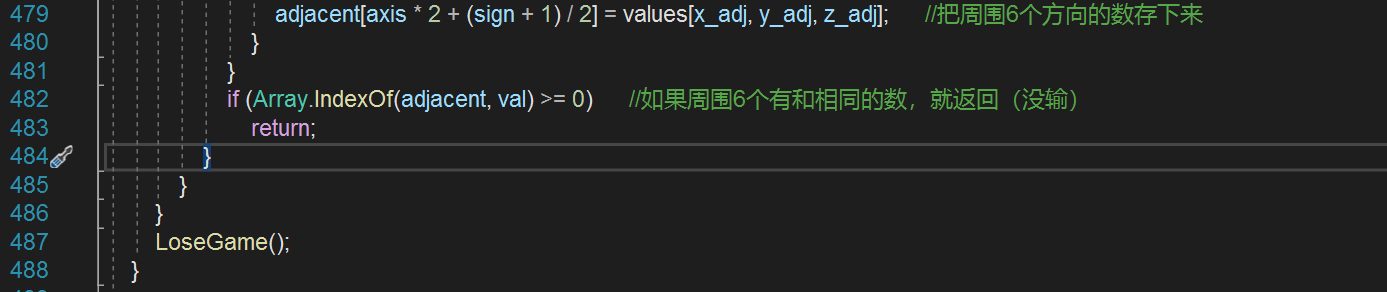 479 adjacent[axis * 2 + (sign + 1) / 2] = values[x_adj, y_adj, z_adj]; //把周围6个方向的数存下来
480 }
481 }
482 if (Array.IndexOf(adjacent, val) >= 0) //如果周围6个有和相同的数，就返回（没输）
483 return;
484 }
485 }
486 }
487 LoseGame();
488 }